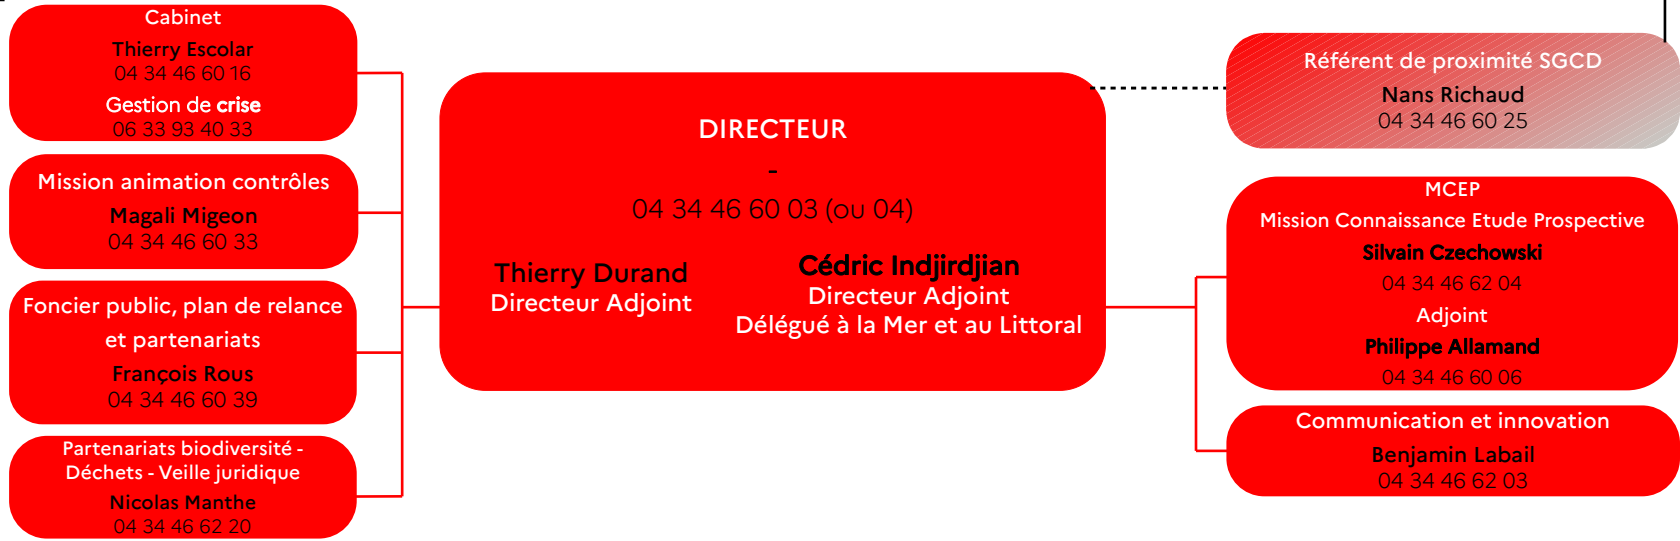 Cabinet
Thierry Escolar
04 34 46 60 16
Gestion de crise
06 33 93 40 33
Mission animation contrôles
Magali Migeon
04 34 46 60 33
Foncier public, plan de relance
et partenariats
François Rous
04 34 46 60 39
Partenariats biodiversité -
Déchets - Veille juridique
Nicolas Manthe
04 34 46 62 20
DIRECTEUR
-
04 34 46 60 03 (ou 04)
Thierry Durand
Directeur Adjoint
Cédric Indjirdjian
Directeur Adjoint
Délégué à la Mer et au Littoral
Référent de proximité SGCD
Nans Richaud
04 34 46 60 25
MCEP
Mission Connaissance Etude Prospective
Silvain Czechowski
04 34 46 62 04
Adjoint
Philippe Allamand
04 34 46 60 06
Communication et innovation
Benjamin Labail
04 34 46 62 03